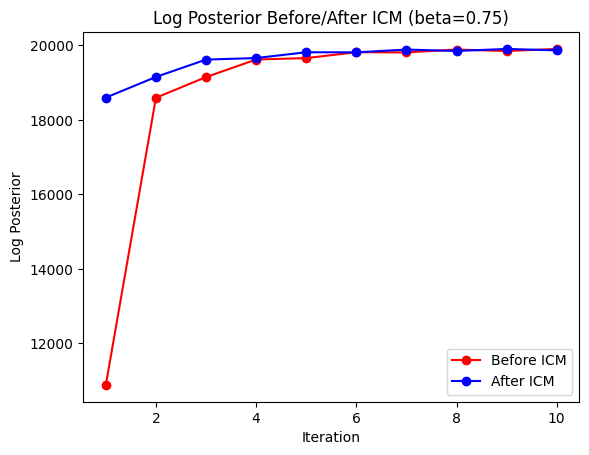 Log Posterior Before/After ICM (beta=0.75)
20000
18000
16000
14000
12000
Log Posterior
2
4
6
8
10
Iteration
Before ICM
After ICM